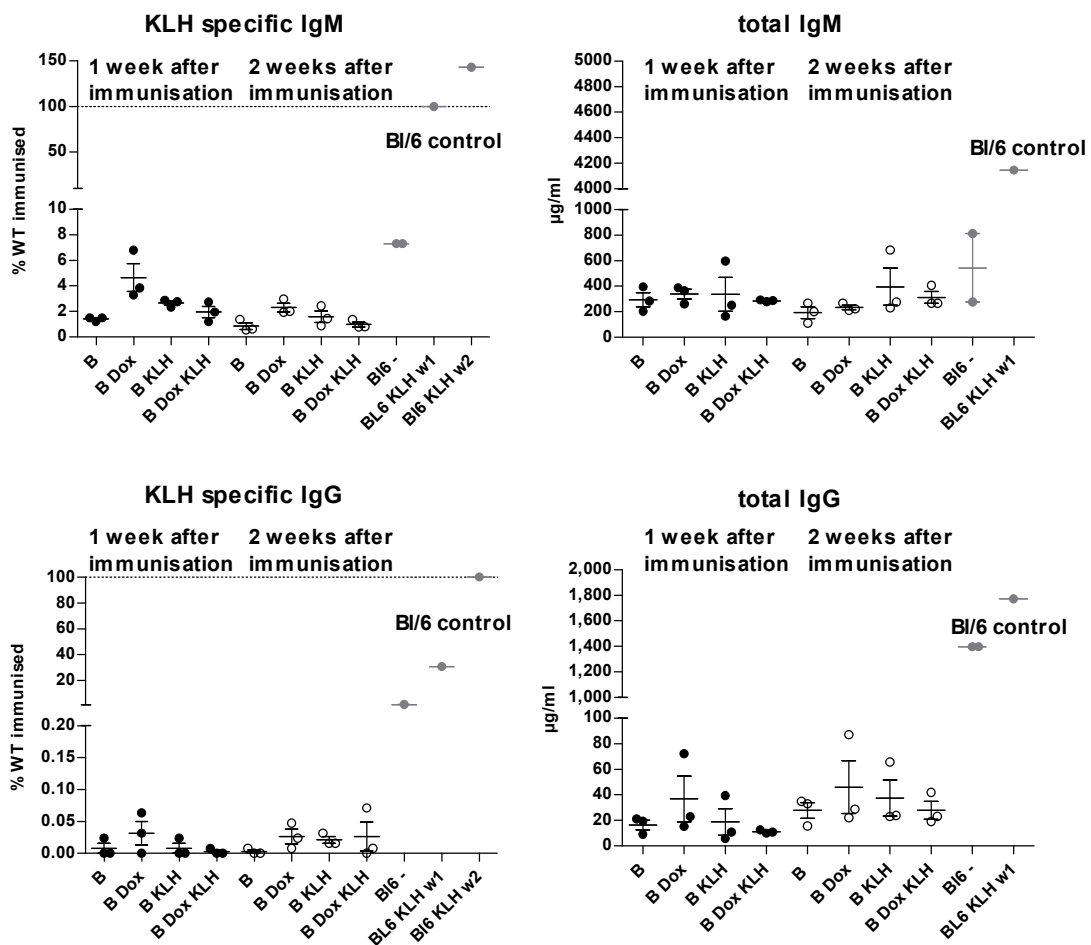 KLH specific IgM
1 week after
immunisation
2 weeks after
immunisation
150
100
50
8
6
4
2
0
% WT immunised
Bl/6 control
B
B Dox
B KLH
B Dox KLH
B
B Dox
B KLH
B Dox KLH
Bl6 -
BL6 KLH w1
Bl6 KLH w2
total IgM
1 week after
immunisation
2 weeks after
immunisation
5000
4800
4600
4400
4200
4000
1000
800
600
400
200
0
µg/ml
Bl/6 control
B
B Dox
B KLH
B Dox KLH
B
B Dox
B KLH
B Dox KLH
Bl6 -
BL6 KLH w1
KLH specific IgG
1 week after
immunisation
2 weeks after
immunisation
100
80
60
40
20
0.20
0.15
0.10
0.05
0.00
% WT immunised
Bl/6 control
B
B Dox
B KLH
B Dox KLH
B
B Dox
B KLH
B Dox KLH
Bl6 -
BL6 KLH w1
Bl6 KLH w2
total IgG
1 week after
immunisation
2 weeks after
immunisation
2,000
1,800
1,600
1,400
1,200
1,000
100
80
60
40
20
0
µg/ml
Bl/6 control
B
B Dox
B KLH
B Dox KLH
B
B Dox
B KLH
B Dox KLH
Bl6 -
BL6 KLH w1